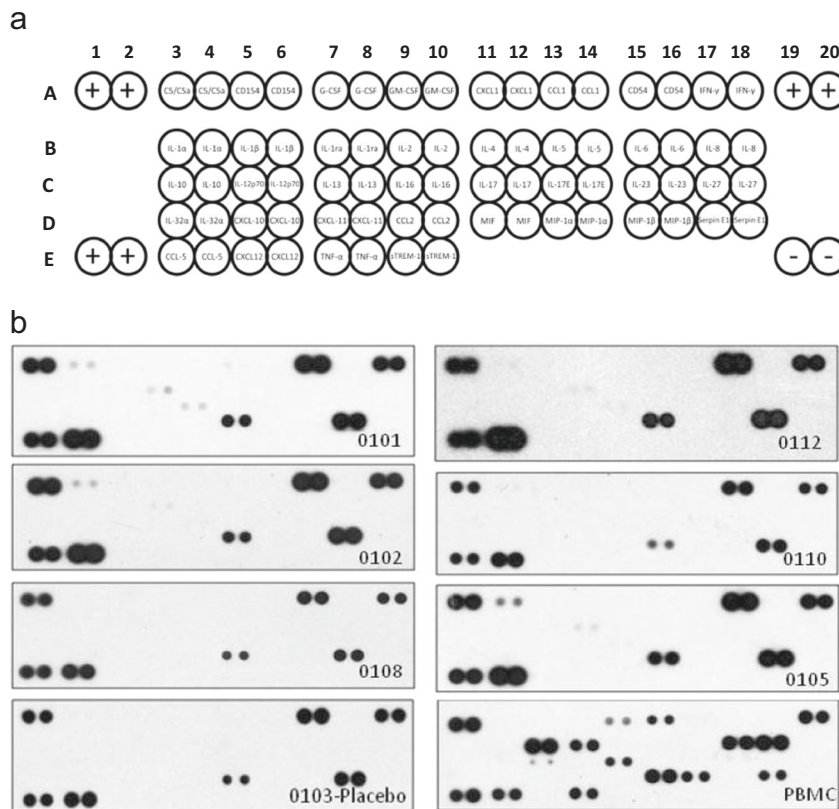 a
1 2 3 4 5 6 7 8 9 10 11 12 13 14 15 16 17 18 19 20
A + + C5/C5a C5/C5a CD154 CD154 G-CSF G-CSF GM-CSF GM-CSF CXCL1 CXCL1 CCL1 CCL1 CD54 CD54 IFN-γ IFN-γ + +
B IL-1α IL-1α IL-1β IL-1β IL-1ra IL-1ra IL-2 IL-2 IL-4 IL-4 IL-5 IL-5 IL-6 IL-6 IL-8 IL-8
C IL-10 IL-10 IL-12p70 IL-12p70 IL-13 IL-13 IL-16 IL-16 IL-17 IL-17 IL-17E IL-17E IL-23 IL-23 IL-27 IL-27
D IL-32α IL-32α CXCL-10 CXCL-10 CXCL-11 CXCL-11 CCL2 CCL2 MIF MIF MIP-1α MIP-1α MIP-1β MIP-1β Serpin E1 Serpin E1
E + + CCL-5 CCL-5 CXCL12 CXCL12 TNF-α TNF-α sTREM-1 sTREM-1 - -
b
0101 0112
0102 0110
0108 0105
0103-Placebo PBMC